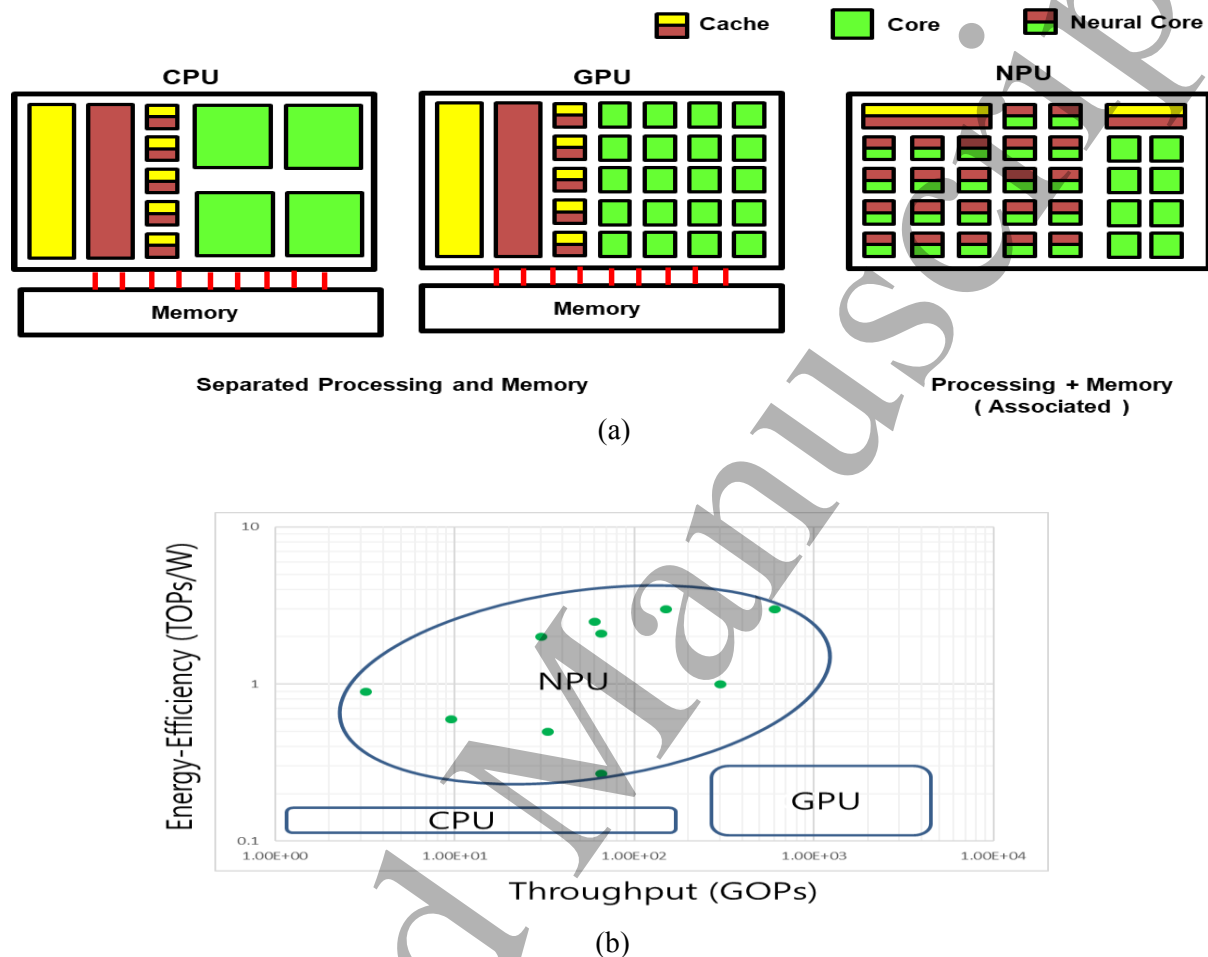 Cache Core Neural Core
CPU GPU NPU
Memory Memory
Separated Processing and Memory Processing + Memory
( Associated )
(a)
10
1
0.1
Energy-Efficiency (TOPs/W)
NPU
CPU
GPU
1.00E+00 1.00E+01 1.00E+02 1.00E+03 1.00E+04
Throughput (GOPs)
(b)
d Manuscrip